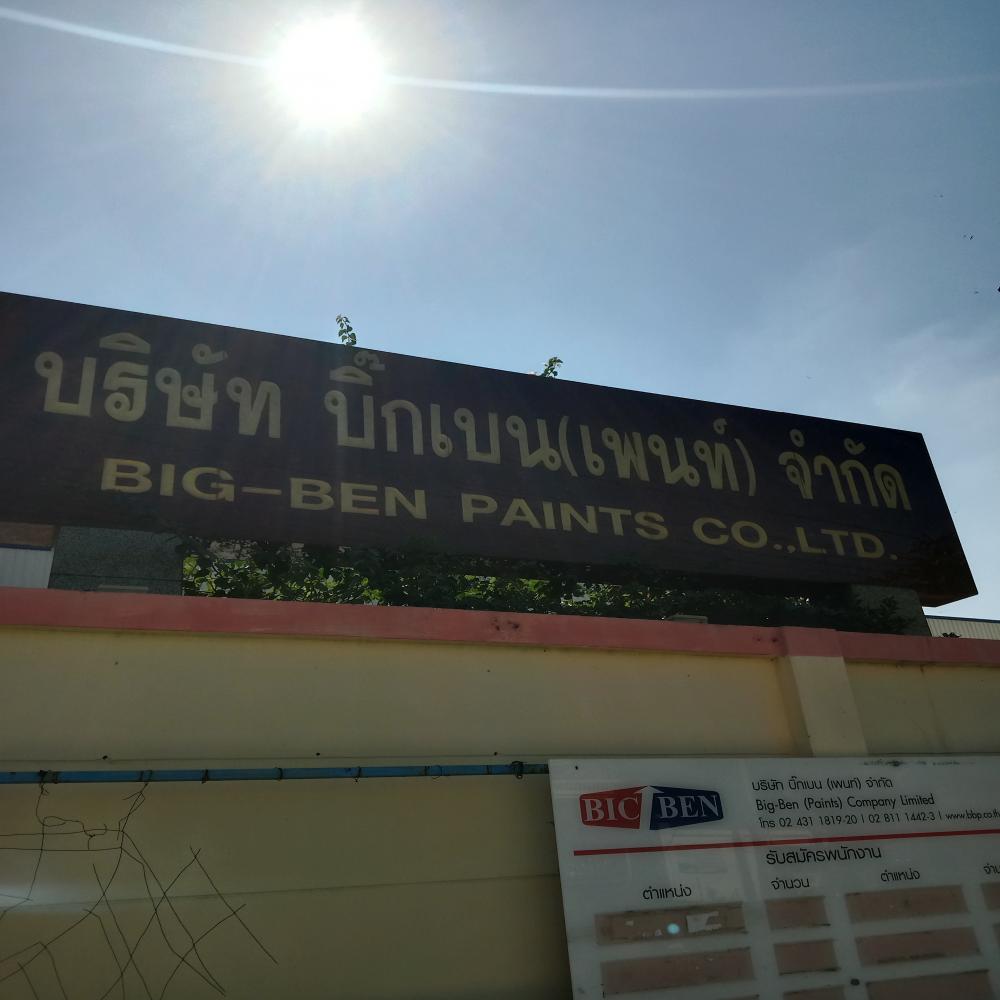 บริษัท บิ๊กเบน(เพนท์) จำกัด
BIG-BEN PAINTS CO.,LTD.
BIC BEN
บริษัท บิ๊กเบน (เพนท์) จำกัด
Big-Ben (Paints) Company Limited
โทร 02 431 1819-20 | 02 811 1442-3 | www.bbp.co.th
รับสมัครพนักงาน
ตำแหน่ง จำนวน ตำแหน่ง